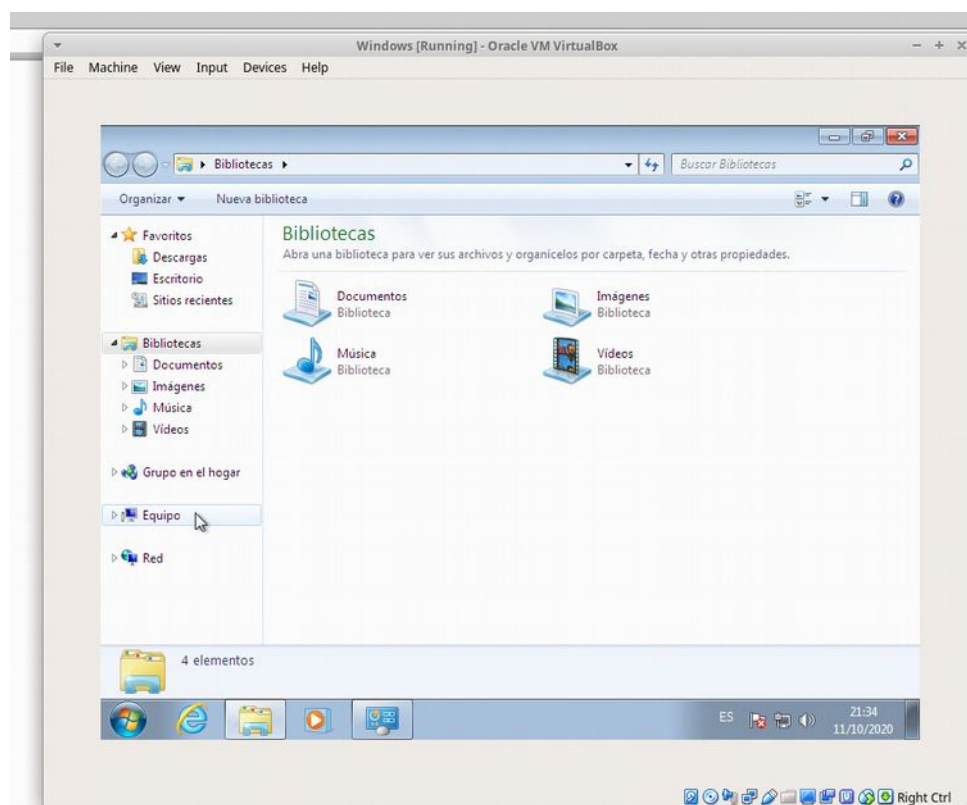 Windows [Running] - Oracle VM VirtualBox
File Machine View Input Devices Help
Bibliotecas
Buscar Bibliotecas
Organizar Nueva biblioteca
Favoritos
Descargas
Escritorio
Sitios recientes
Bibliotecas
Documentos
Imágenes
Música
Vídeos
Grupo en el hogar
Equipo
Red
Bibliotecas
Abra una biblioteca para ver sus archivos y organícelos por carpeta, fecha y otras propiedades.
Documentos
Biblioteca
Imágenes
Biblioteca
Música
Biblioteca
Vídeos
Biblioteca
4 elementos
ES
21:34
11/10/2020
Right Ctrl